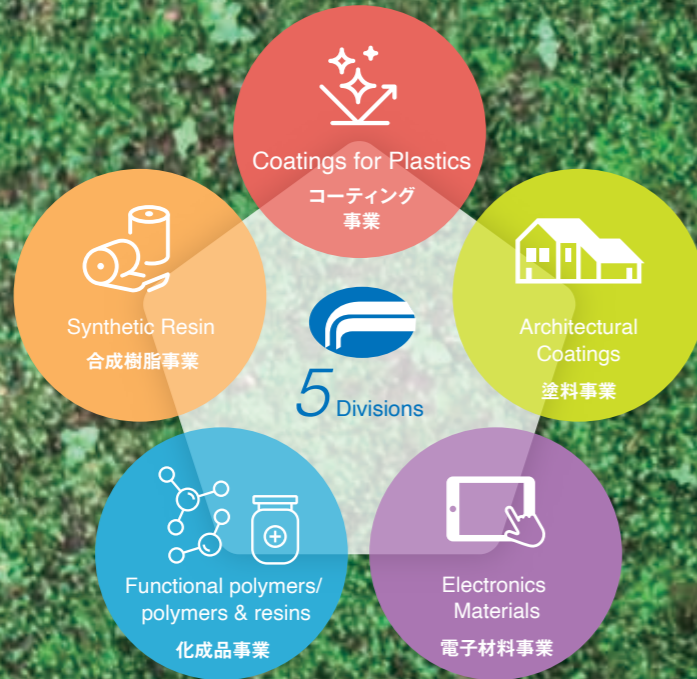 Coatings for Plastics
コーティング
事業
Synthetic Resin
合成樹脂事業
Architectural
Coatings
塗料事業
5 Divisions
Functional polymers/
polymers & resins
化成品事業
Electronics
Materials
電子材料事業